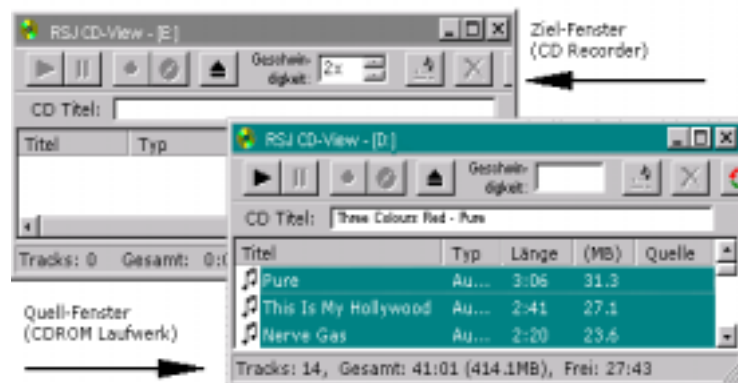 RSJ CD-View - [E:]
Geschwin-
digkeit: 2x
CD Titel:
Titel Typ
Tracks: 0 Gesamt: 0:0
Ziel-Fenster
(CD Recorder)
RSJ CD-View - [D:]
Geschwin-
digkeit:
CD Titel: Three Colours Red - Pure
Titel Typ Länge (MB) Quelle
Pure Au... 3:06 31.3
This Is My Hollywood Au... 2:41 27.1
Nerve Gas Au... 2:20 23.6
Tracks: 14, Gesamt: 41:01 (414.1MB), Frei: 27:43
Quell-Fenster
(CDROM Laufwerk)